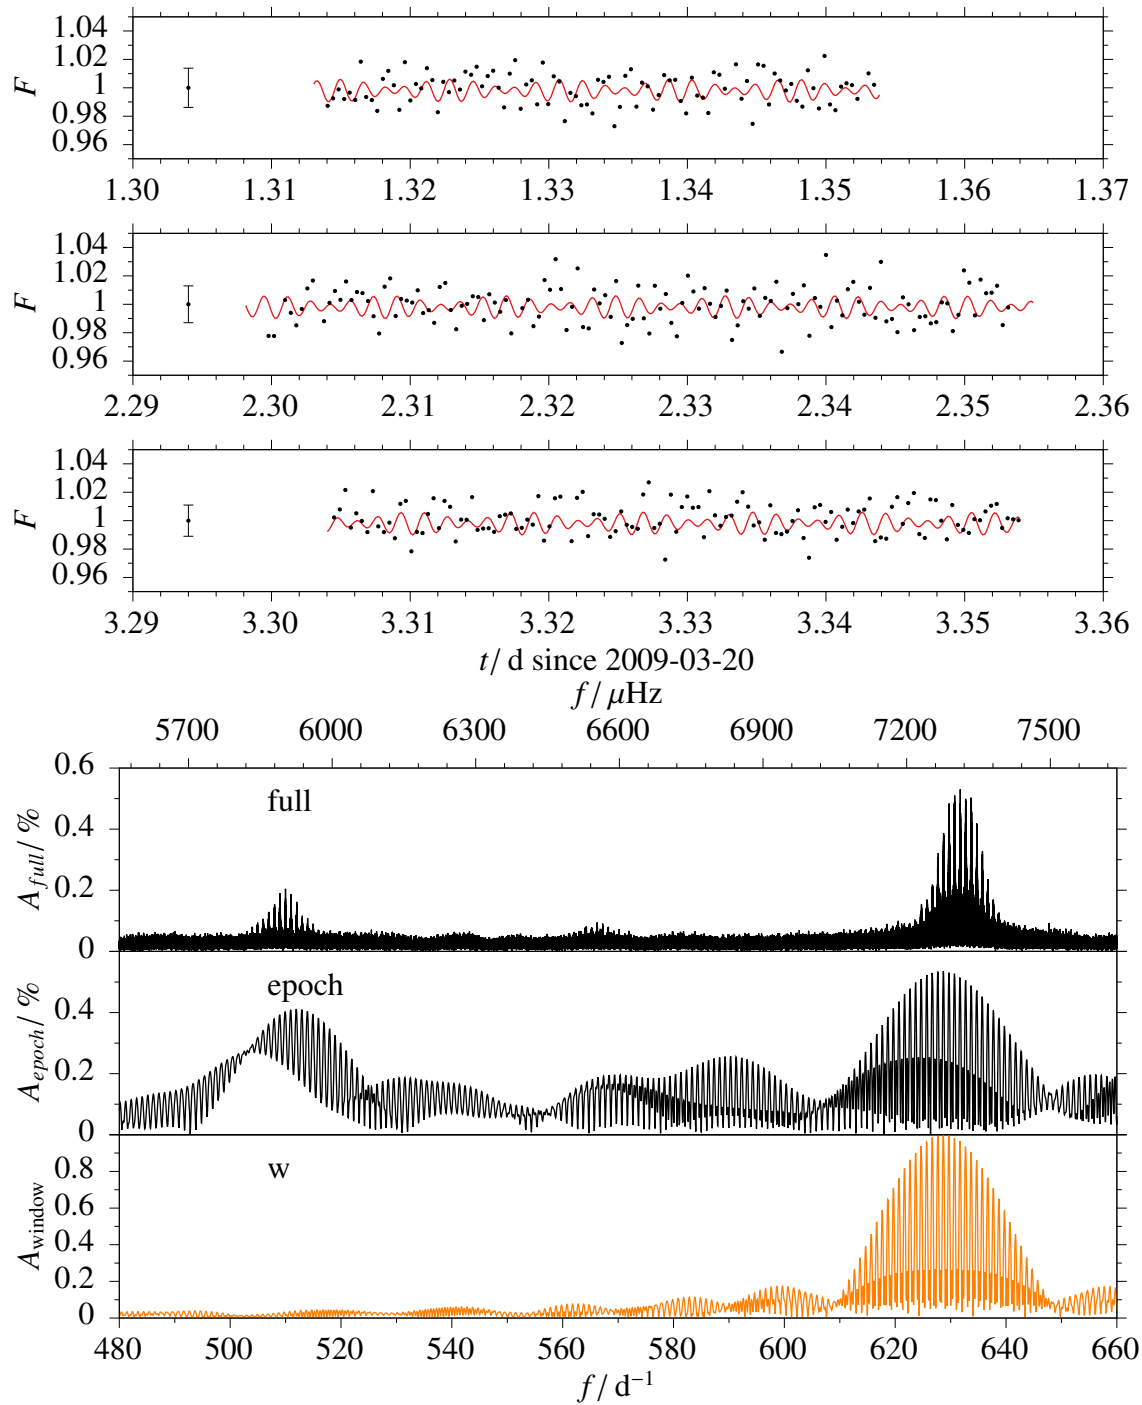 1.04
1.02
1
0.98
0.96
F
1.30 1.31 1.32 1.33 1.34 1.35 1.36 1.37
1.04
1.02
1
0.98
0.96
F
2.29 2.30 2.31 2.32 2.33 2.34 2.35 2.36
1.04
1.02
1
0.98
0.96
F
3.29 3.30 3.31 3.32 3.33 3.34 3.35 3.36
t/ d since 2009-03-20
f/ μHz
5700 6000 6300 6600 6900 7200 7500
0.6
0.4
0.2
0
A_full/ %
full
0.4
0.2
0
A_epoch/ %
epoch
0.8
0.6
0.4
0.2
0
A_window
w
480 500 520 540 560 580 600 620 640 660
f/ d⁻¹